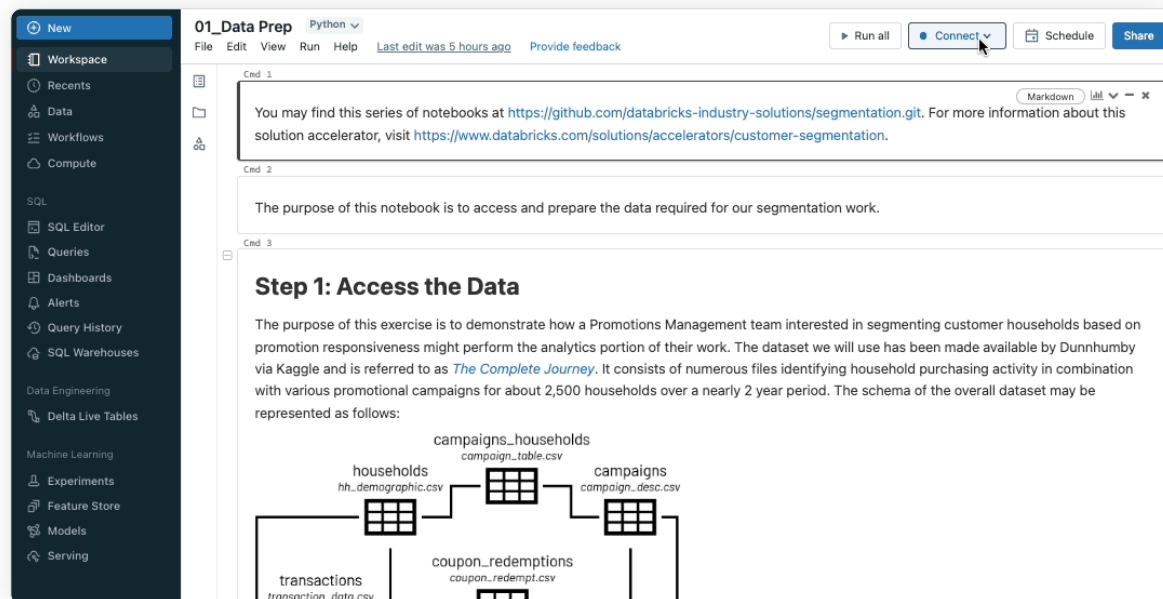 New
Workspace
Recents
Data
Workflows
Compute
SQL
SQL Editor
Queries
Dashboards
Alerts
Query History
SQL Warehouses
Data Engineering
Delta Live Tables
Machine Learning
Experiments
Feature Store
Models
Serving
01_Data Prep
Python
File Edit View Run Help Last edit was 5 hours ago Provide feedback
Run all
Connect
Schedule
Share
Cmd 1
Markdown
You may find this series of notebooks at https://github.com/databricks-industry-solutions/segmentation.git. For more information about this
solution accelerator, visit https://www.databricks.com/solutions/accelerators/customer-segmentation.
Cmd 2
The purpose of this notebook is to access and prepare the data required for our segmentation work.
Cmd 3
Step 1: Access the Data
The purpose of this exercise is to demonstrate how a Promotions Management team interested in segmenting customer households based on
promotion responsiveness might perform the analytics portion of their work. The dataset we will use has been made available by Dunnhumby
via Kaggle and is referred to as The Complete Journey. It consists of numerous files identifying household purchasing activity in combination
with various promotional campaigns for about 2,500 households over a nearly 2 year period. The schema of the overall dataset may be
represented as follows:
campaigns_households
campaign_table.csv
households
hh_demographic.csv
campaigns
campaign_desc.csv
coupon_redemptions
coupon_redempt.csv
transactions
transaction_data.csv